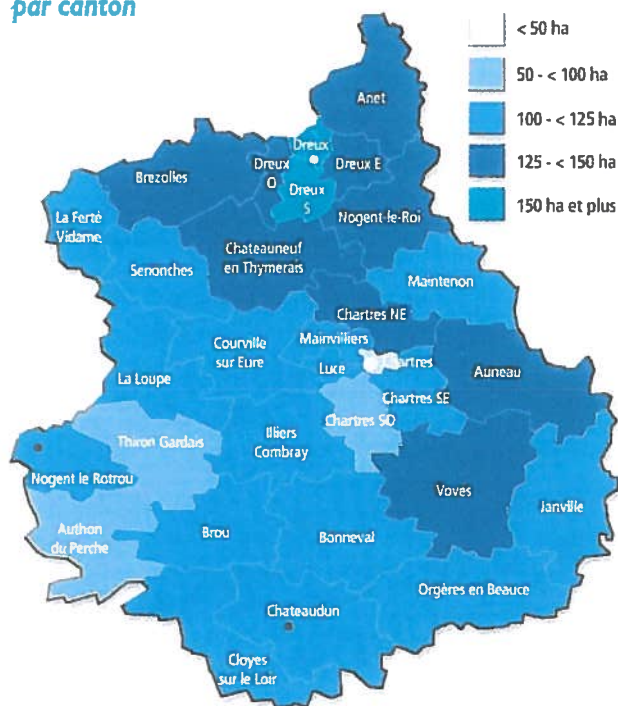 par canton
< 50 ha
50 - < 100 ha
100 - < 125 ha
125 - < 150 ha
150 ha et plus
Anet
Dreux
Dreux
O
Dreux E
Brezolles
Dreux
S
Nogent-le-Roi
La Ferté
Vidame
Chateauneuf
en Thymerais
Senonches
Maintenon
Chartres NE
Mainvilliers
Courville
sur Eure
Chartres
Luce
Auneau
La Loupe
Chartres SE
Chartres SO
Thiron Gardais
Illiers
Combray
Nogent le Rotrou
Voves
Janville
Authon
du Perche
Brou
Bonneval
Orgères en Beauce
Chateaudun
Cloyes
sur le Loir